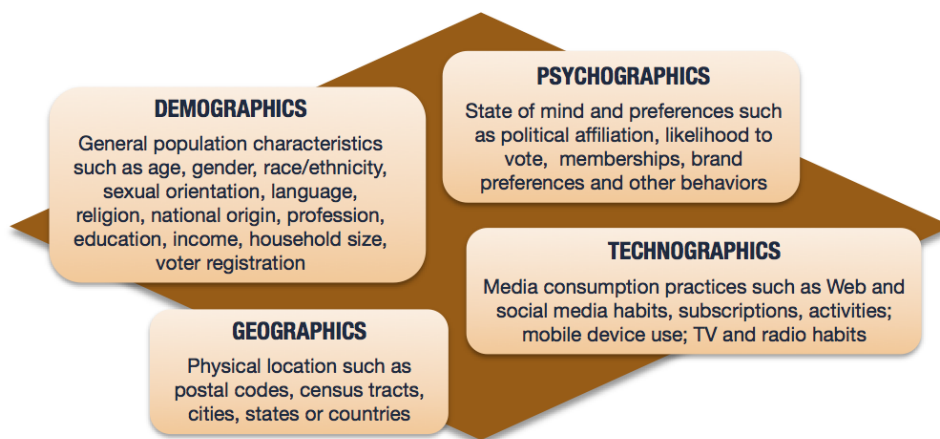 DEMOGRAPHICS
General population characteristics
such as age, gender, race/ethnicity,
sexual orientation, language,
religion, national origin, profession,
education, income, household size,
voter registration
PSYCHOGRAPHICS
State of mind and preferences such
as political affiliation, likelihood to
vote, memberships, brand
preferences and other behaviors
GEOGRAPHICS
Physical location such as
postal codes, census tracts,
cities, states or countries
TECHNOGRAPHICS
Media consumption practices such as Web and
social media habits, subscriptions, activities;
mobile device use; TV and radio habits